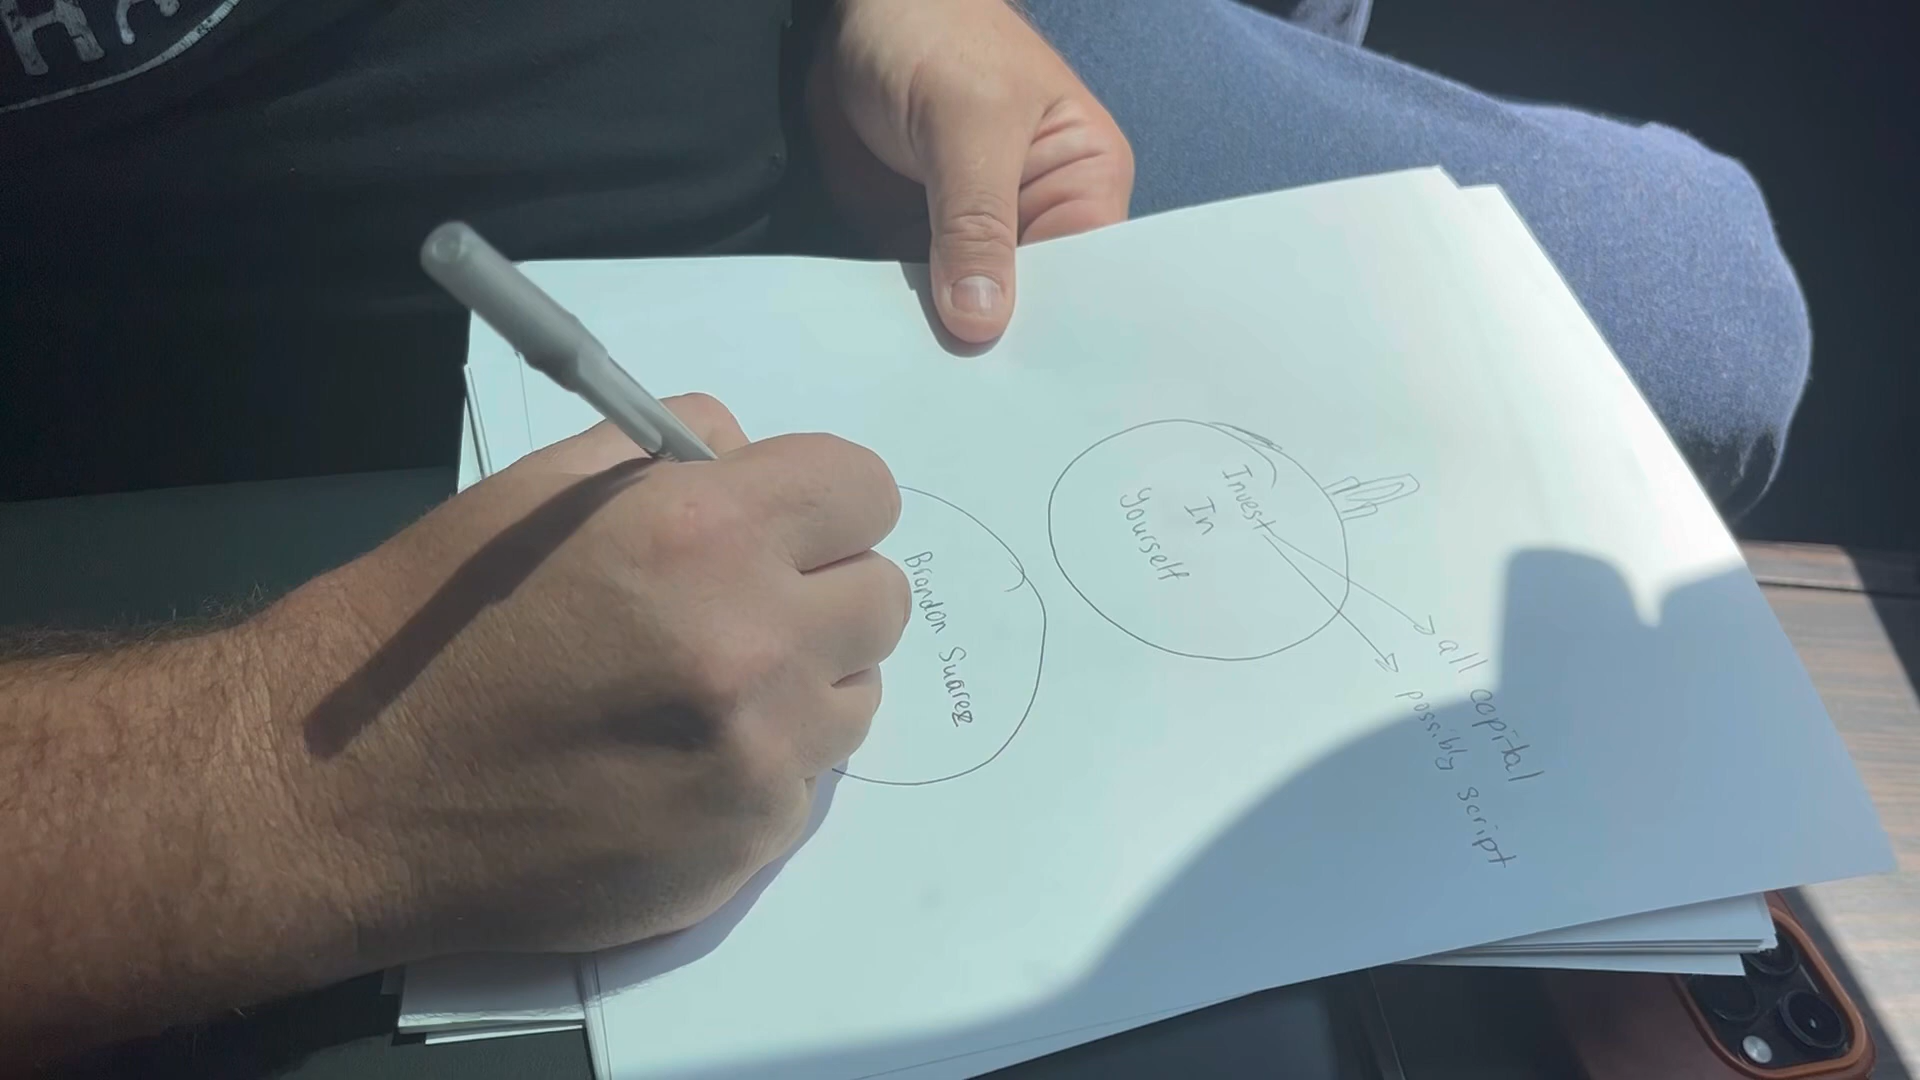 Invest
In
Yourself
all capital
possibly script
Brandon Suarez